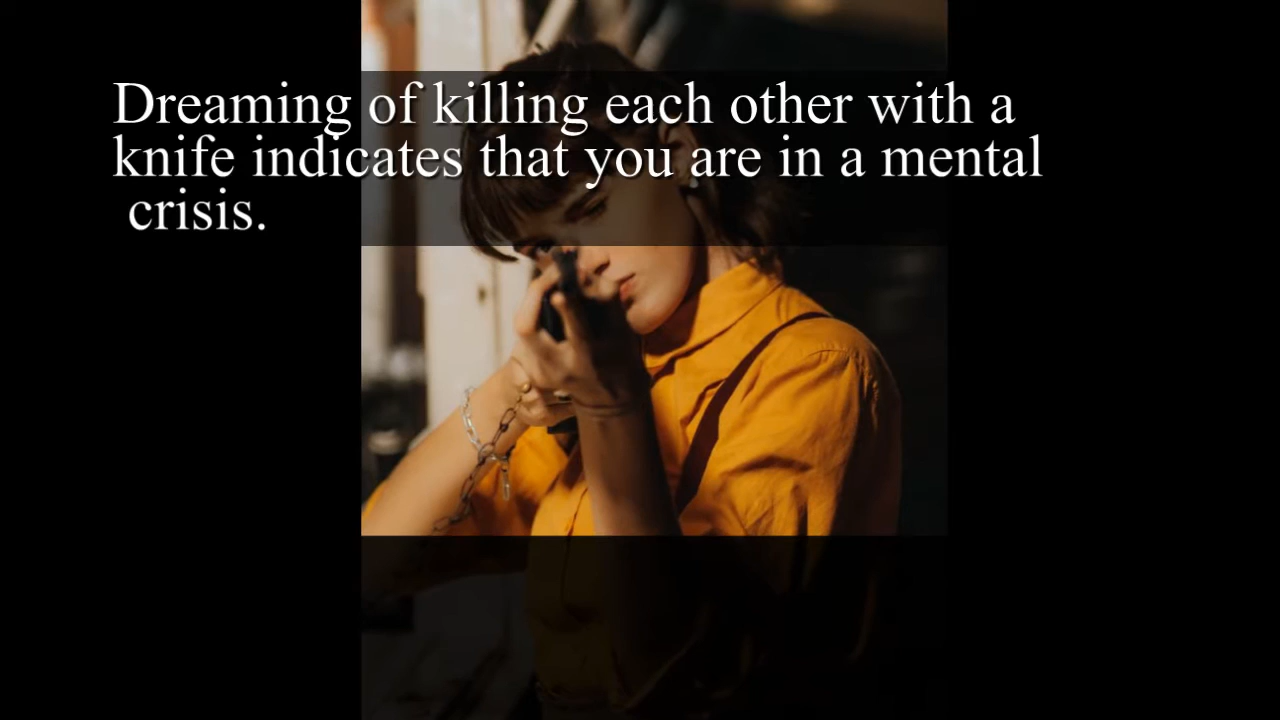 Dreaming of killing each other with a
knife indicates that you are in a mental
crisis.